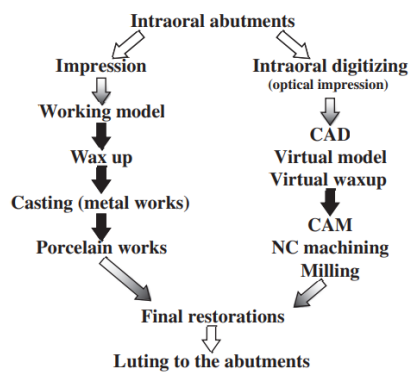 Intraoral abutments
Impression
Working model
Wax up
Casting (metal works)
Porcelain works
Intraoral digitizing
(optical impression)
CAD
Virtual model
Virtual waxup
CAM
NC machining
Milling
Final restorations
Luting to the abutments